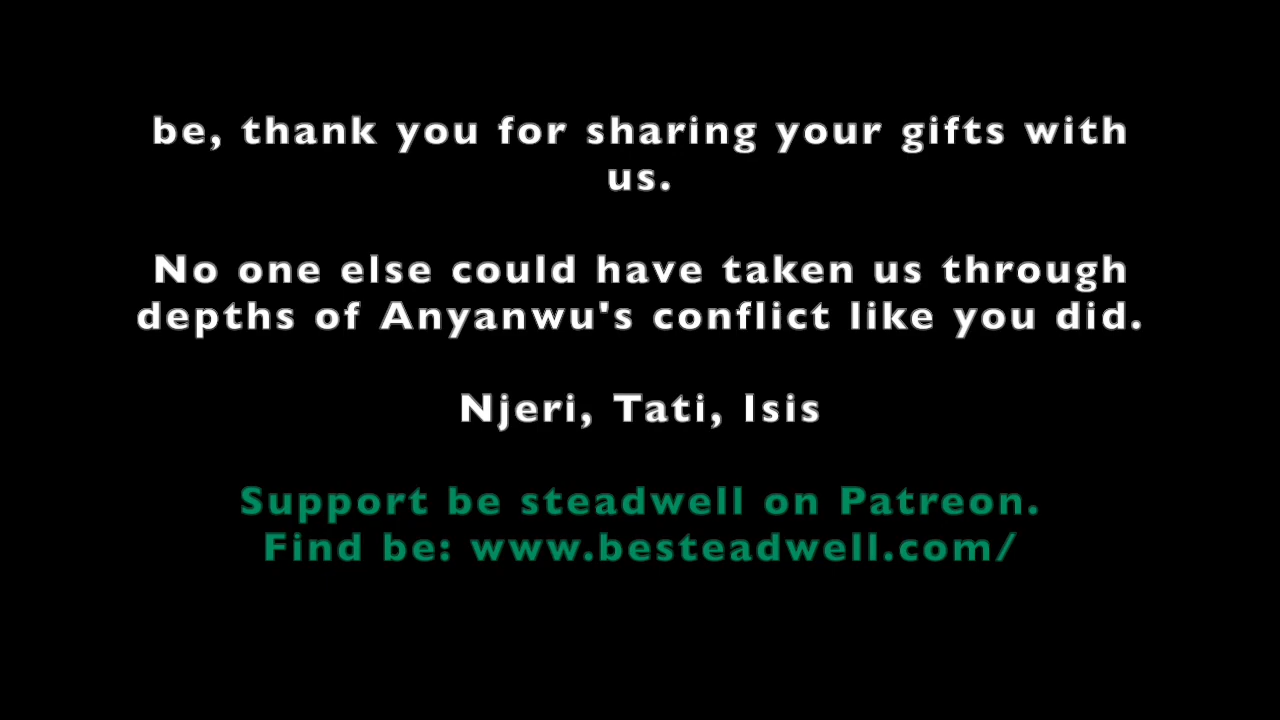 be, thank you for sharing your gifts with
us.
No one else could have taken us through
depths of Anyanwu's conflict like you did.
Njeri, Tati, Isis
Support be steadwell on Patreon.
Find be: www.besteadwell.com/